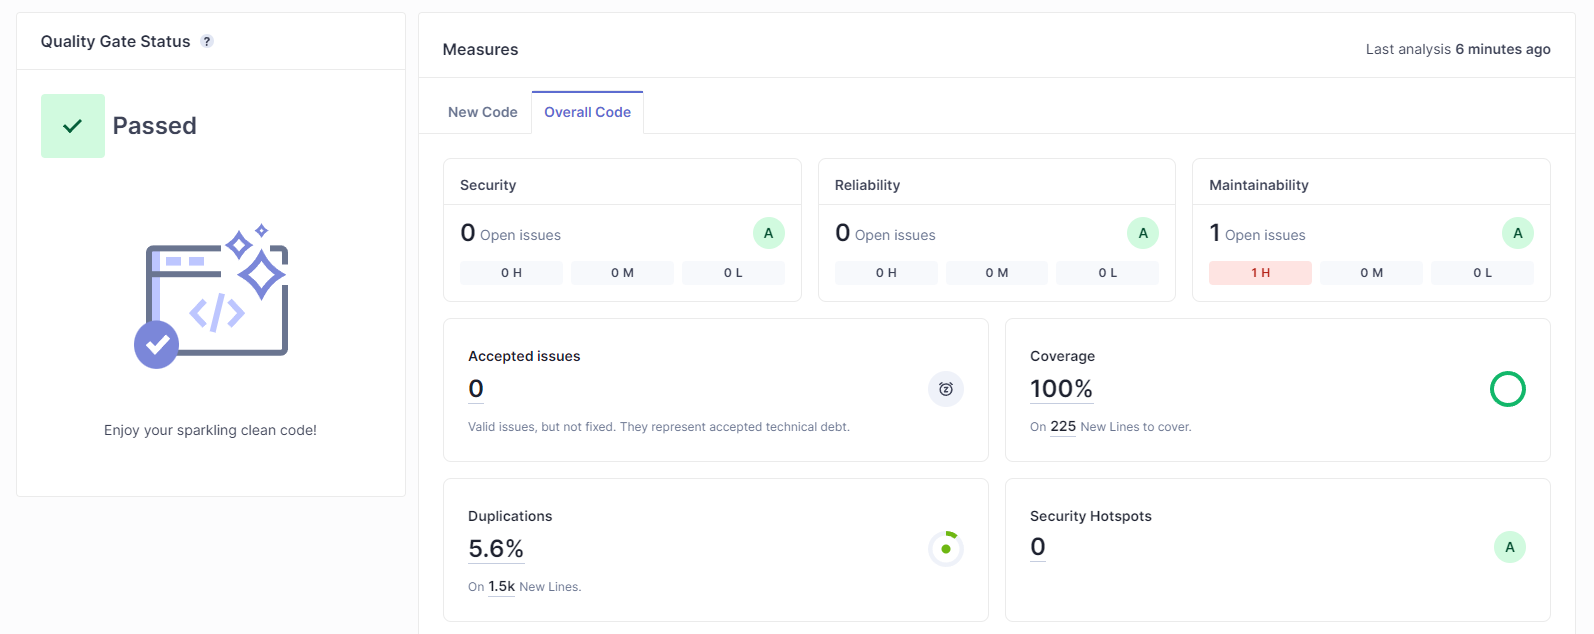 Quality Gate Status ?
Passed
Enjoy your sparkling clean code!
Measures
Last analysis 6 minutes ago
New Code
Overall Code
Security
0 Open issues
A
0 H
0 M
0 L
Reliability
0 Open issues
A
0 H
0 M
0 L
Maintainability
1 Open issues
A
1 H
0 M
0 L
Accepted issues
0
Valid issues, but not fixed. They represent accepted technical debt.
Coverage
100%
On 225 New Lines to cover.
Duplications
5.6%
On 1.5k New Lines.
Security Hotspots
0
A